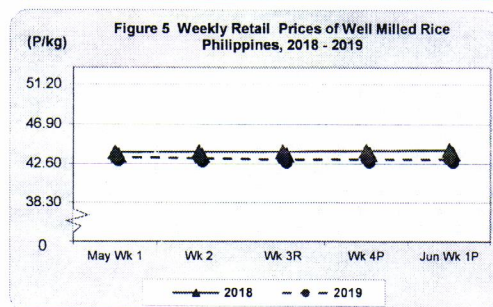 Figure 5 Weekly Retail Prices of Well Milled Rice
Philippines, 2018 - 2019
(P/kg)
51.20
46.90
42.60
38.30
0
May Wk 1 Wk 2 Wk 3R Wk 4P Jun Wk 1P
2018 2019